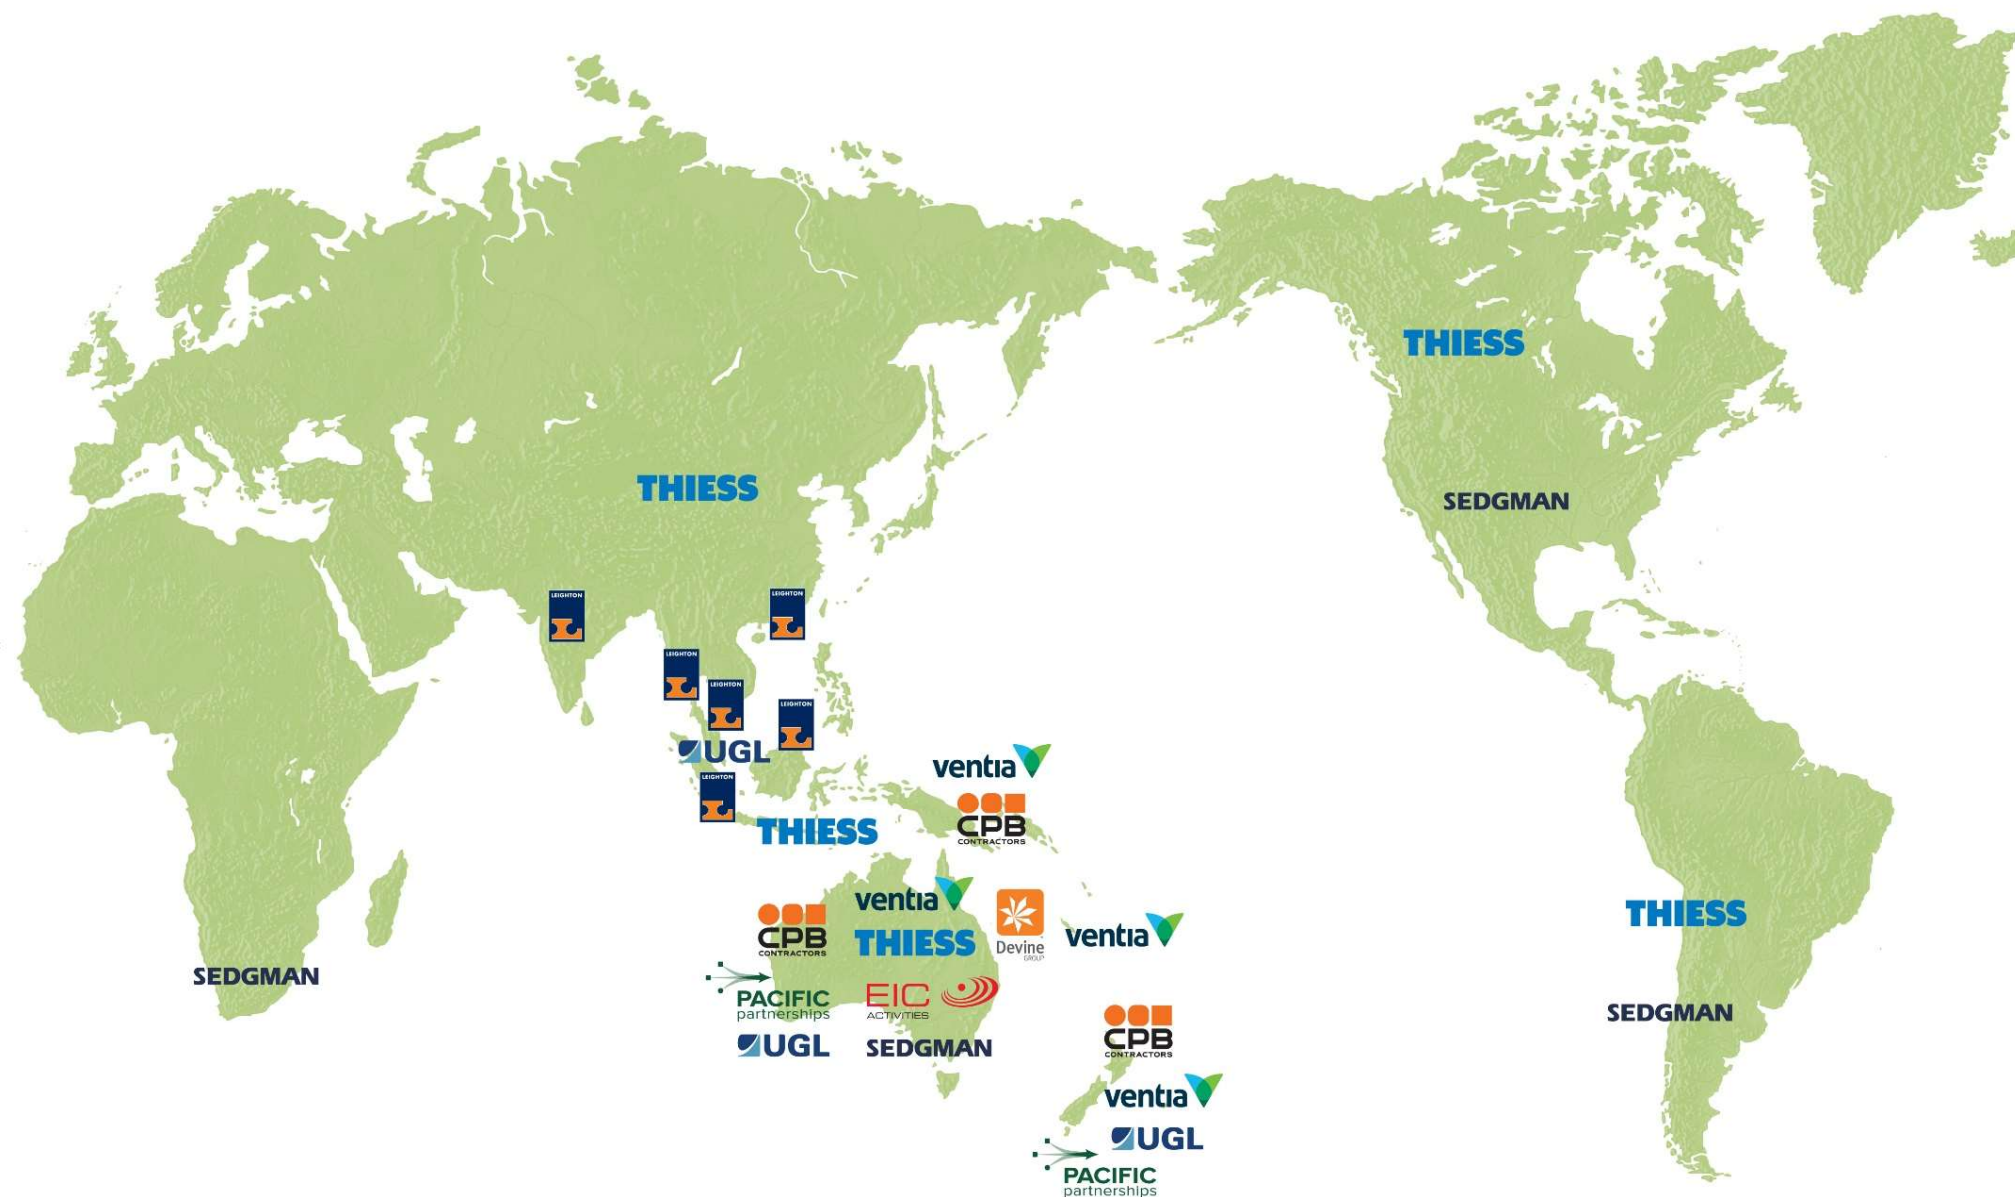 THIESS
THIESS
SEDGMAN
LEIGHTON
LEIGHTON
LEIGHTON
LEIGHTON
LEIGHTON
UGL
LEIGHTON
ventia
CPB
CONTRACTORS
THIESS
ventia
CPB
CONTRACTORS
THIESS
Devine
GROUP
ventia
THIESS
SEDGMAN
PACIFIC
partnerships
EIC
ACTIVITIES
UGL
SEDGMAN
CPB
CONTRACTORS
SEDGMAN
ventia
UGL
PACIFIC
partnerships